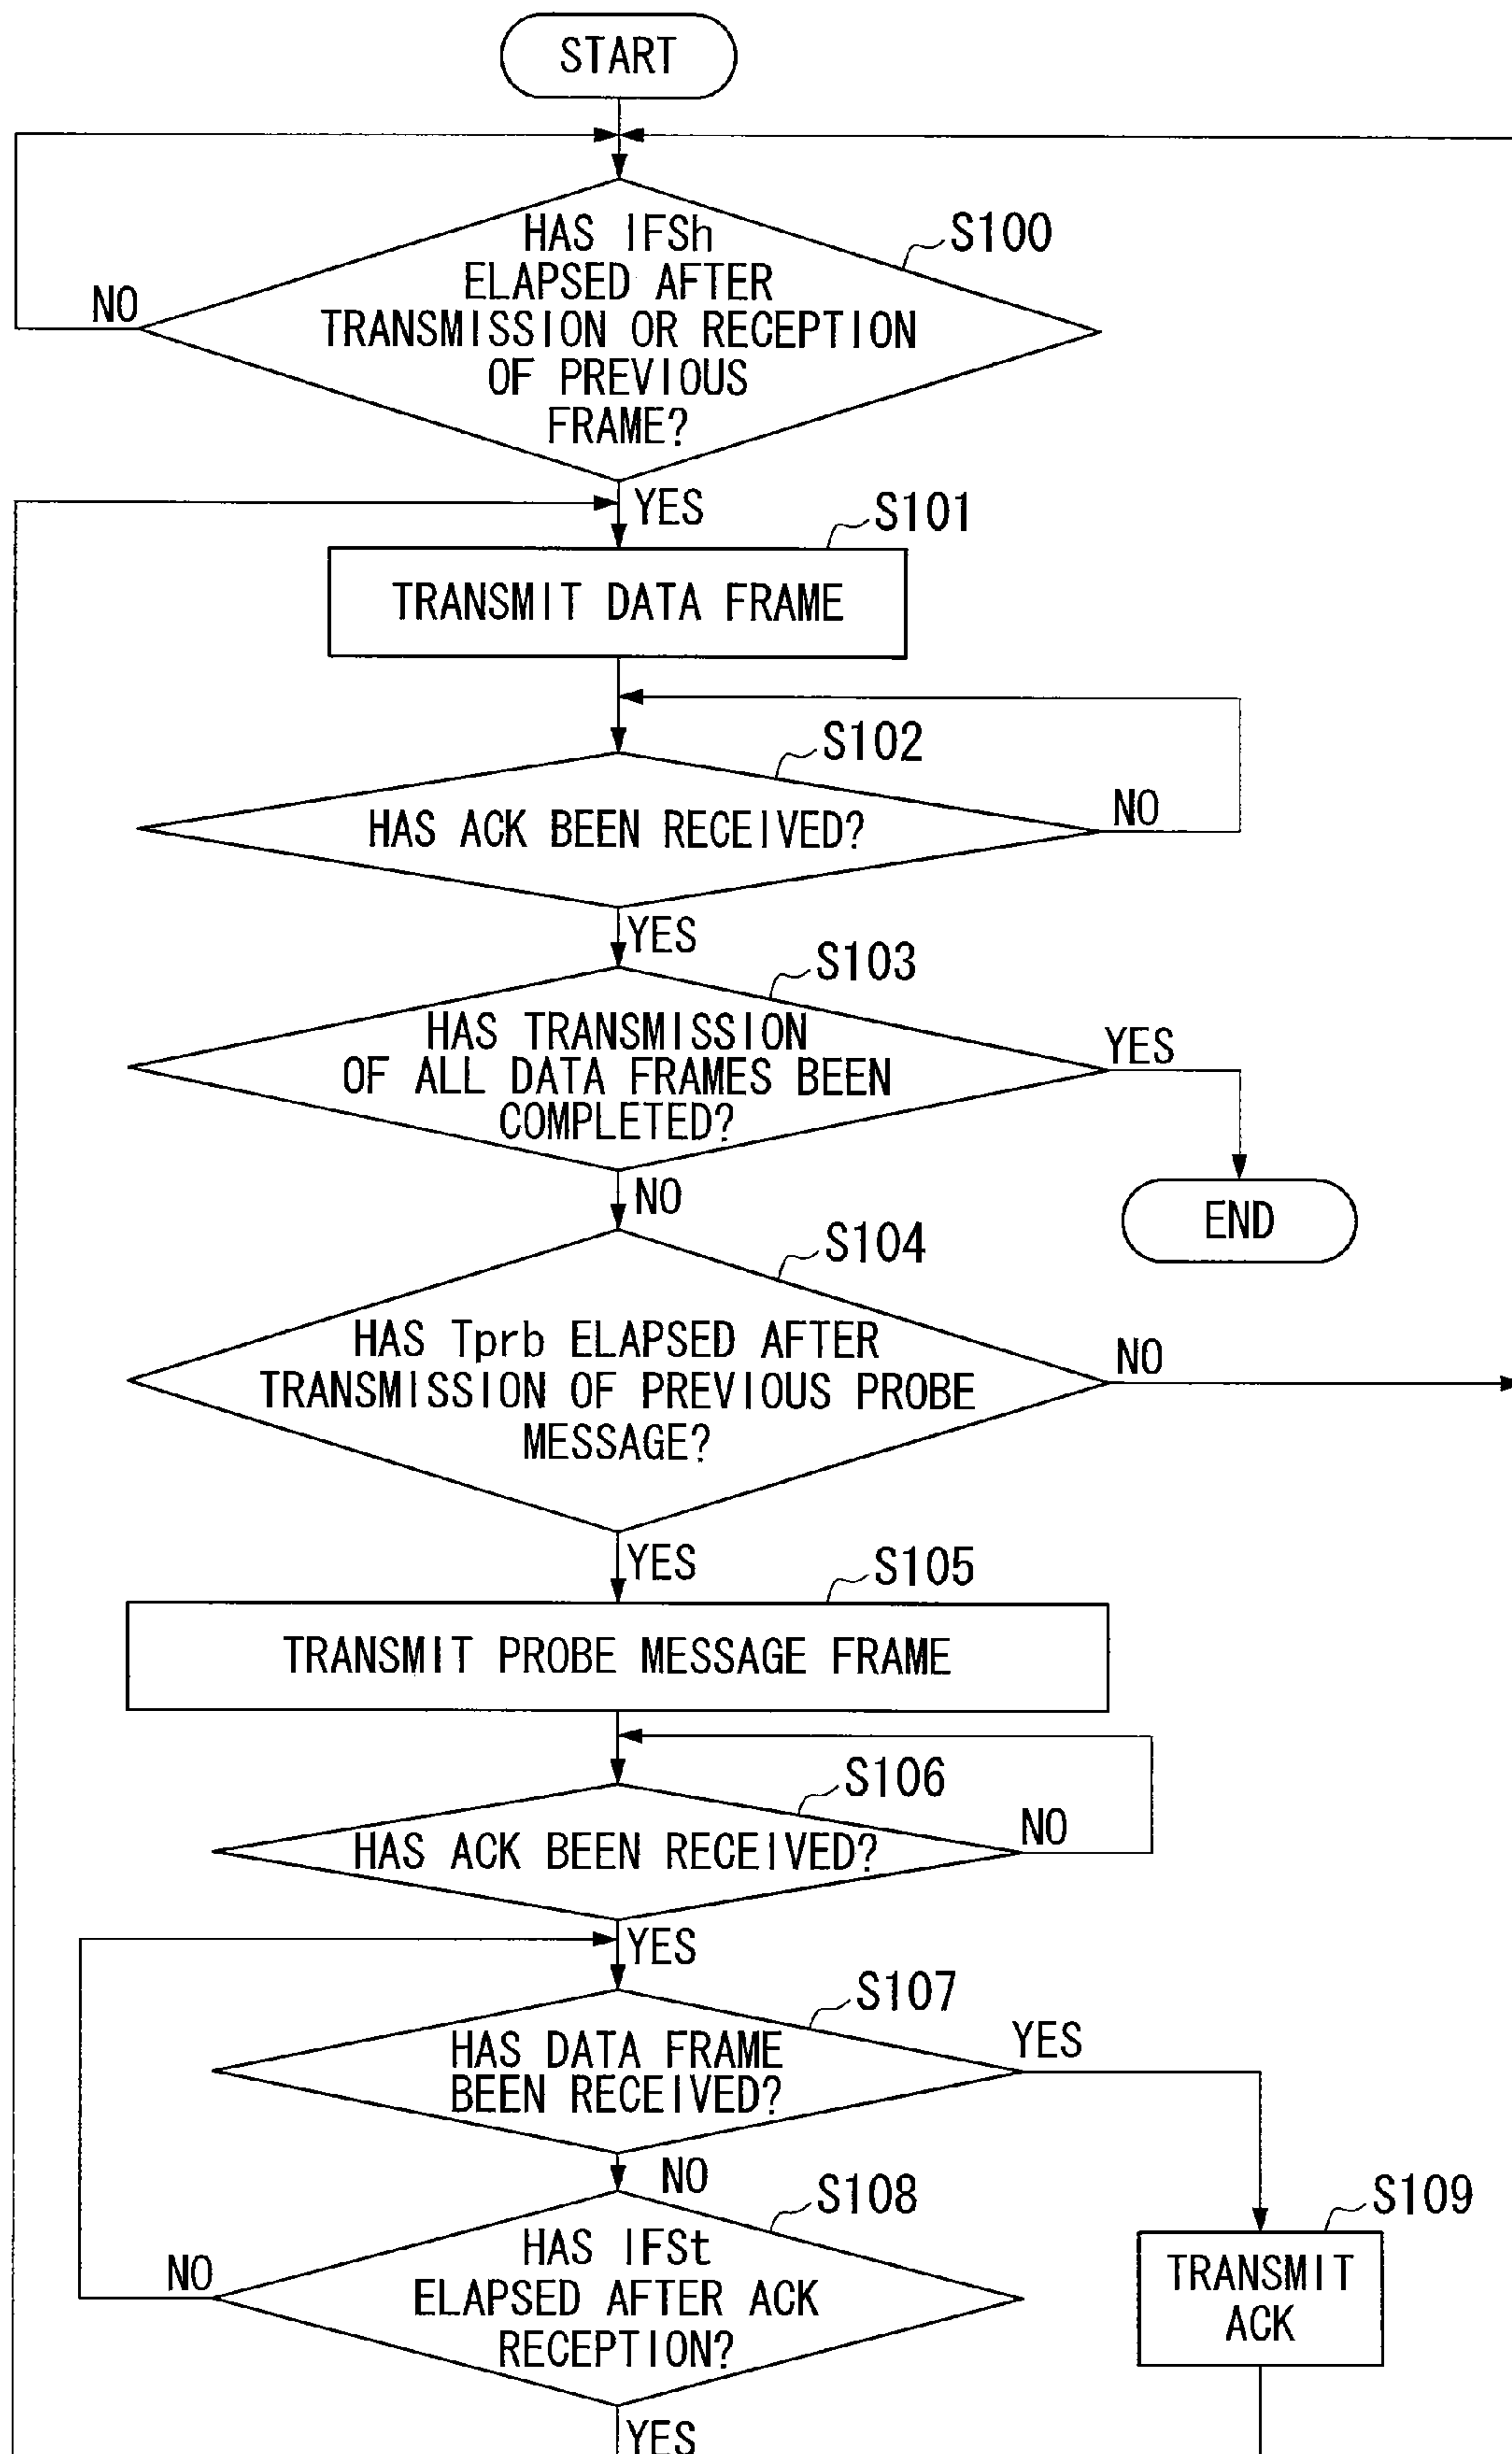 START
S100
HAS IFSh
ELAPSED AFTER
TRANSMISSION OR RECEPTION
OF PREVIOUS
FRAME?
NO
YES
S101
TRANSMIT DATA FRAME
S102
HAS ACK BEEN RECEIVED?
NO
YES
S103
HAS TRANSMISSION
OF ALL DATA FRAMES BEEN
COMPLETED?
YES
END
NO
S104
HAS Tprb ELAPSED AFTER
TRANSMISSION OF PREVIOUS PROBE
MESSAGE?
NO
YES
S105
TRANSMIT PROBE MESSAGE FRAME
S106
HAS ACK BEEN RECEIVED?
NO
YES
S107
HAS DATA FRAME
BEEN RECEIVED?
YES
NO
S108
HAS IFSt
ELAPSED AFTER ACK
RECEPTION?
NO
S109
TRANSMIT
ACK
YES